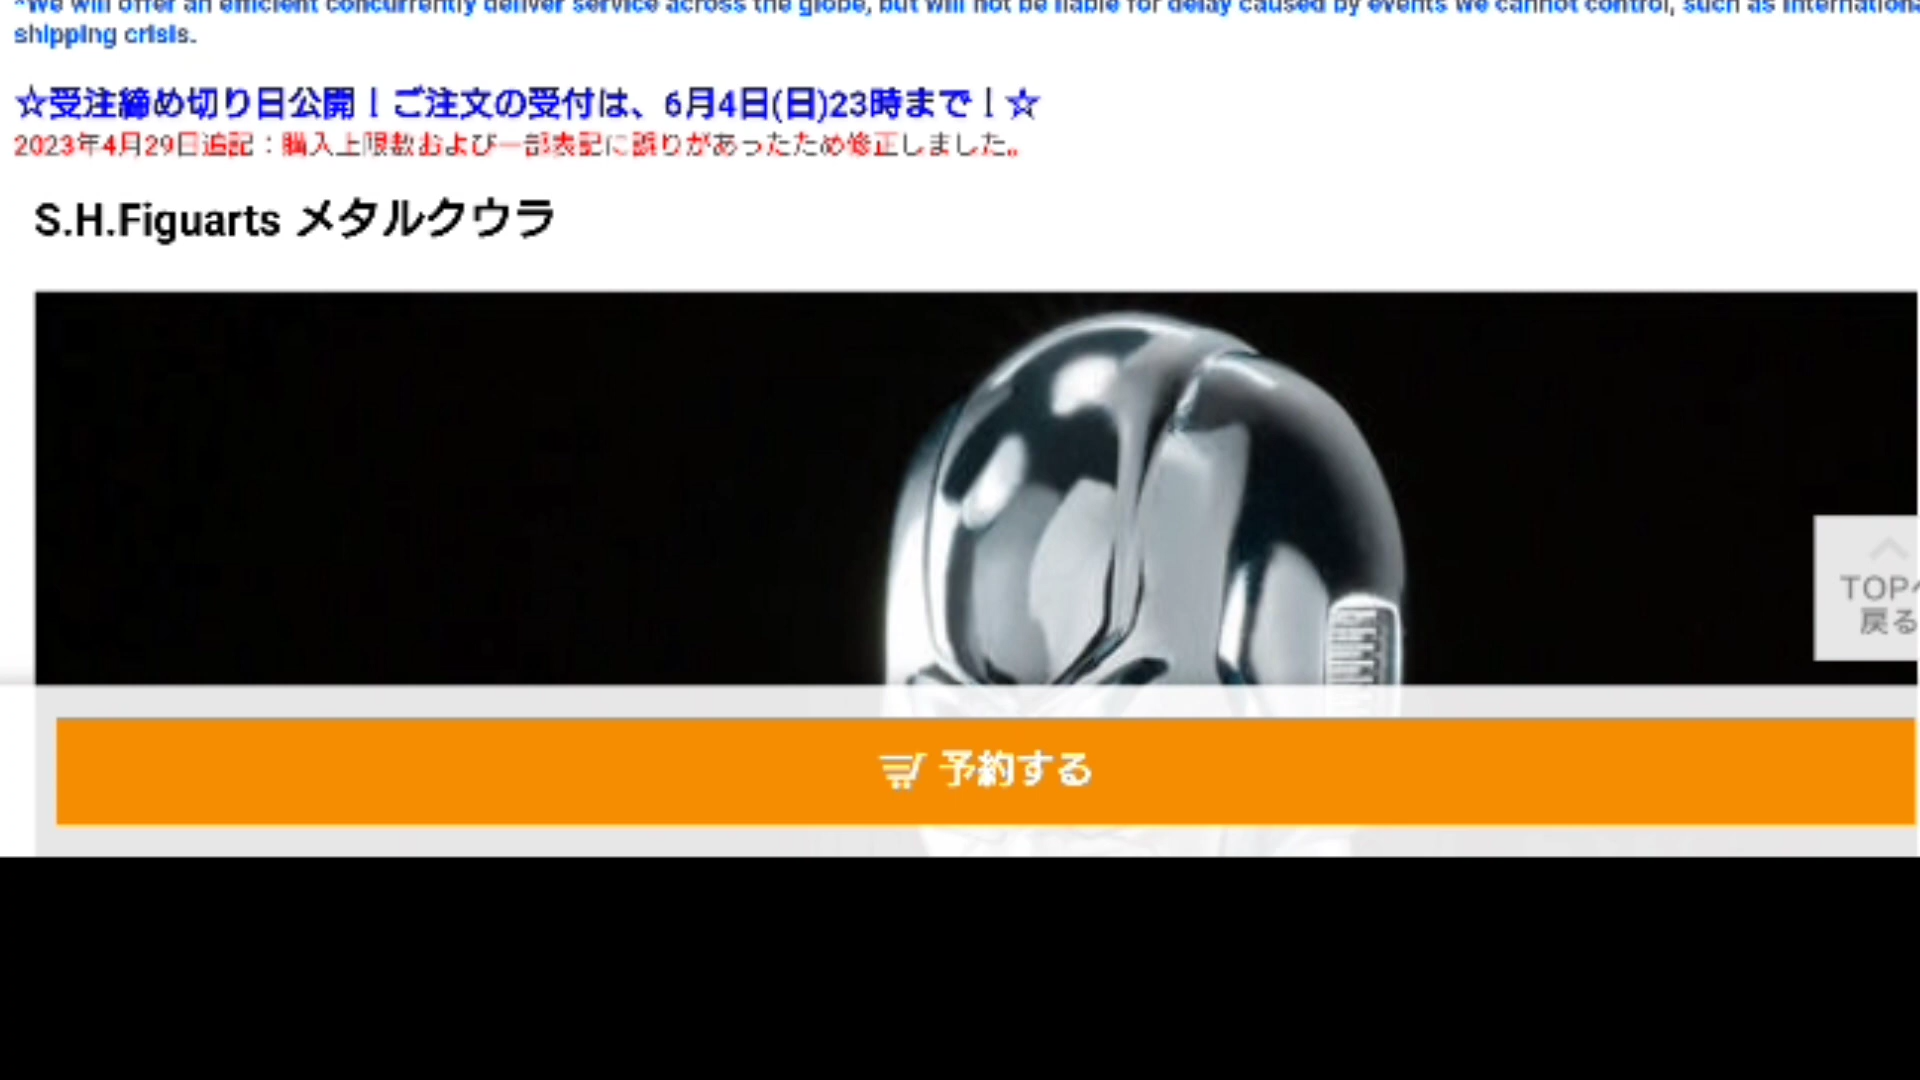 *We will offer an efficient concurrently deliver service across the globe, but will not be liable for delay caused by events we cannot control, such as internationa
shipping crisis.
☆受注締め切り日公開！ご注文の受付は、6月4日(日)23時まで！☆
2023年4月29日追記：購入上限数および一部表記に誤りがあったため修正しました。
S.H.Figuarts メタルクウラ
TOPへ
戻る
予約する